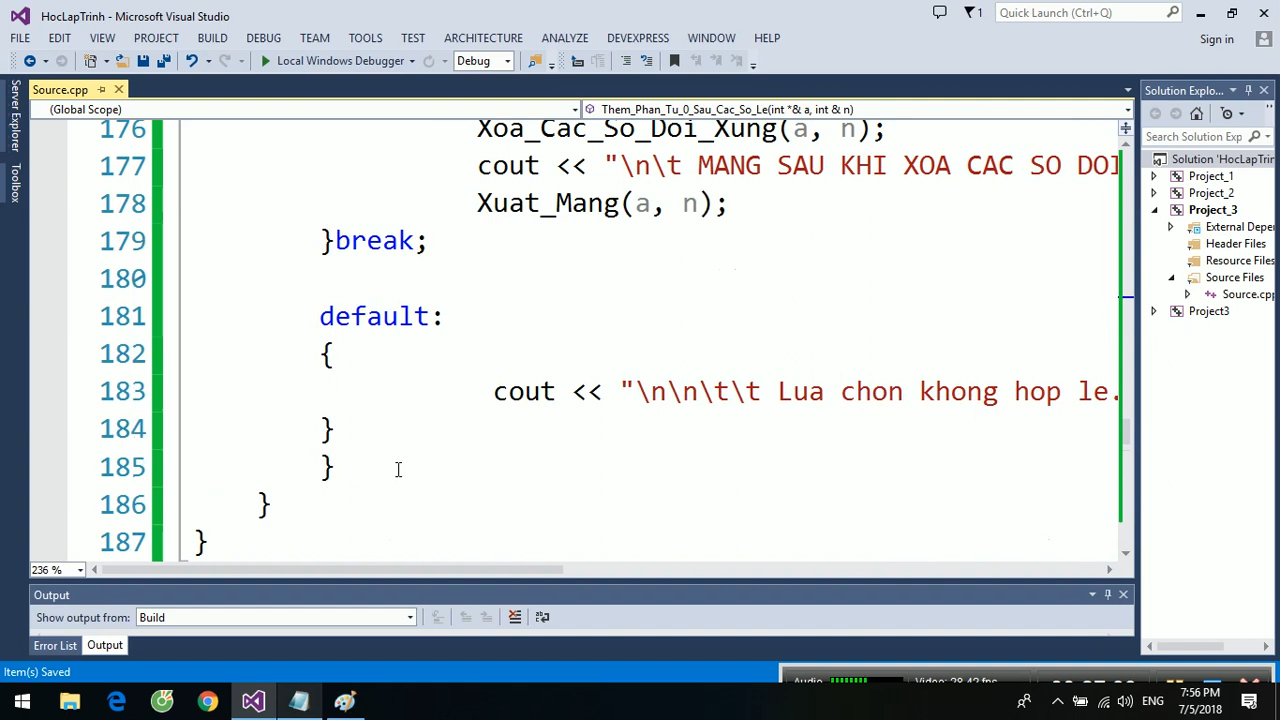 HocLapTrinh - Microsoft Visual Studio
1
Quick Launch (Ctrl+Q)
FILE EDIT VIEW PROJECT BUILD DEBUG TEAM TOOLS TEST ARCHITECTURE ANALYZE DEVEXPRESS WINDOW HELP
Sign in
Local Windows Debugger Debug
Server Explorer
Toolbox
Source.cpp
(Global Scope) Them_Phan_Tu_0_Sau_Cac_So_Le(int *& a, int & n)
176 Xoa_Cac_So_Doi_Xung(a, n);
177 cout << "\n\t MANG SAU KHI XOA CAC SO DOI
178 Xuat_Mang(a, n);
179 }break;
180
181 default:
182 {
183 cout << "\n\n\t\t Lua chon khong hop le.
184 }
185 }
186 }
187 }
236 %
Solution Explo...
Search Solution Exp
Solution 'HocLapTrin
Project_1
Project_2
Project_3
External Depe
Header Files
Resource Files
Source Files
Source.cp
Project3
Output
Show output from: Build
Error List Output
Item(s) Saved
ENG
7:56 PM
7/5/2018